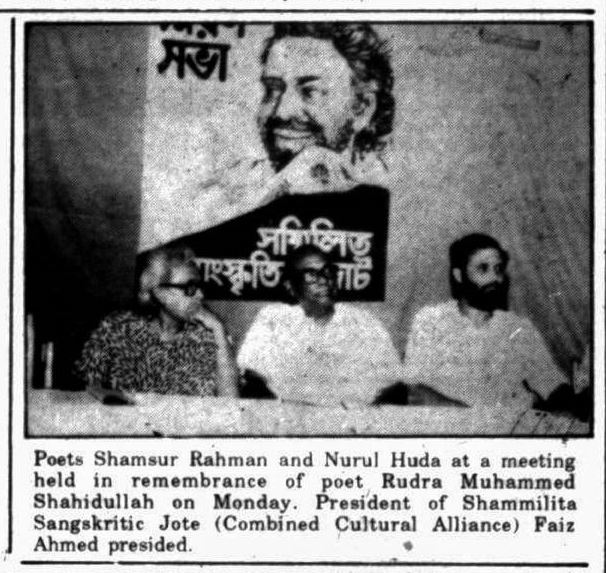 সভা
সম্মিলিত
Poets Shamsur Rahman and Nurul Huda at a meeting
held in remembrance of poet Rudra Muhammed
Shahidullah on Monday. President of Shammilita
Sangskritic Jote (Combined Cultural Alliance) Faiz
Ahmed presided.